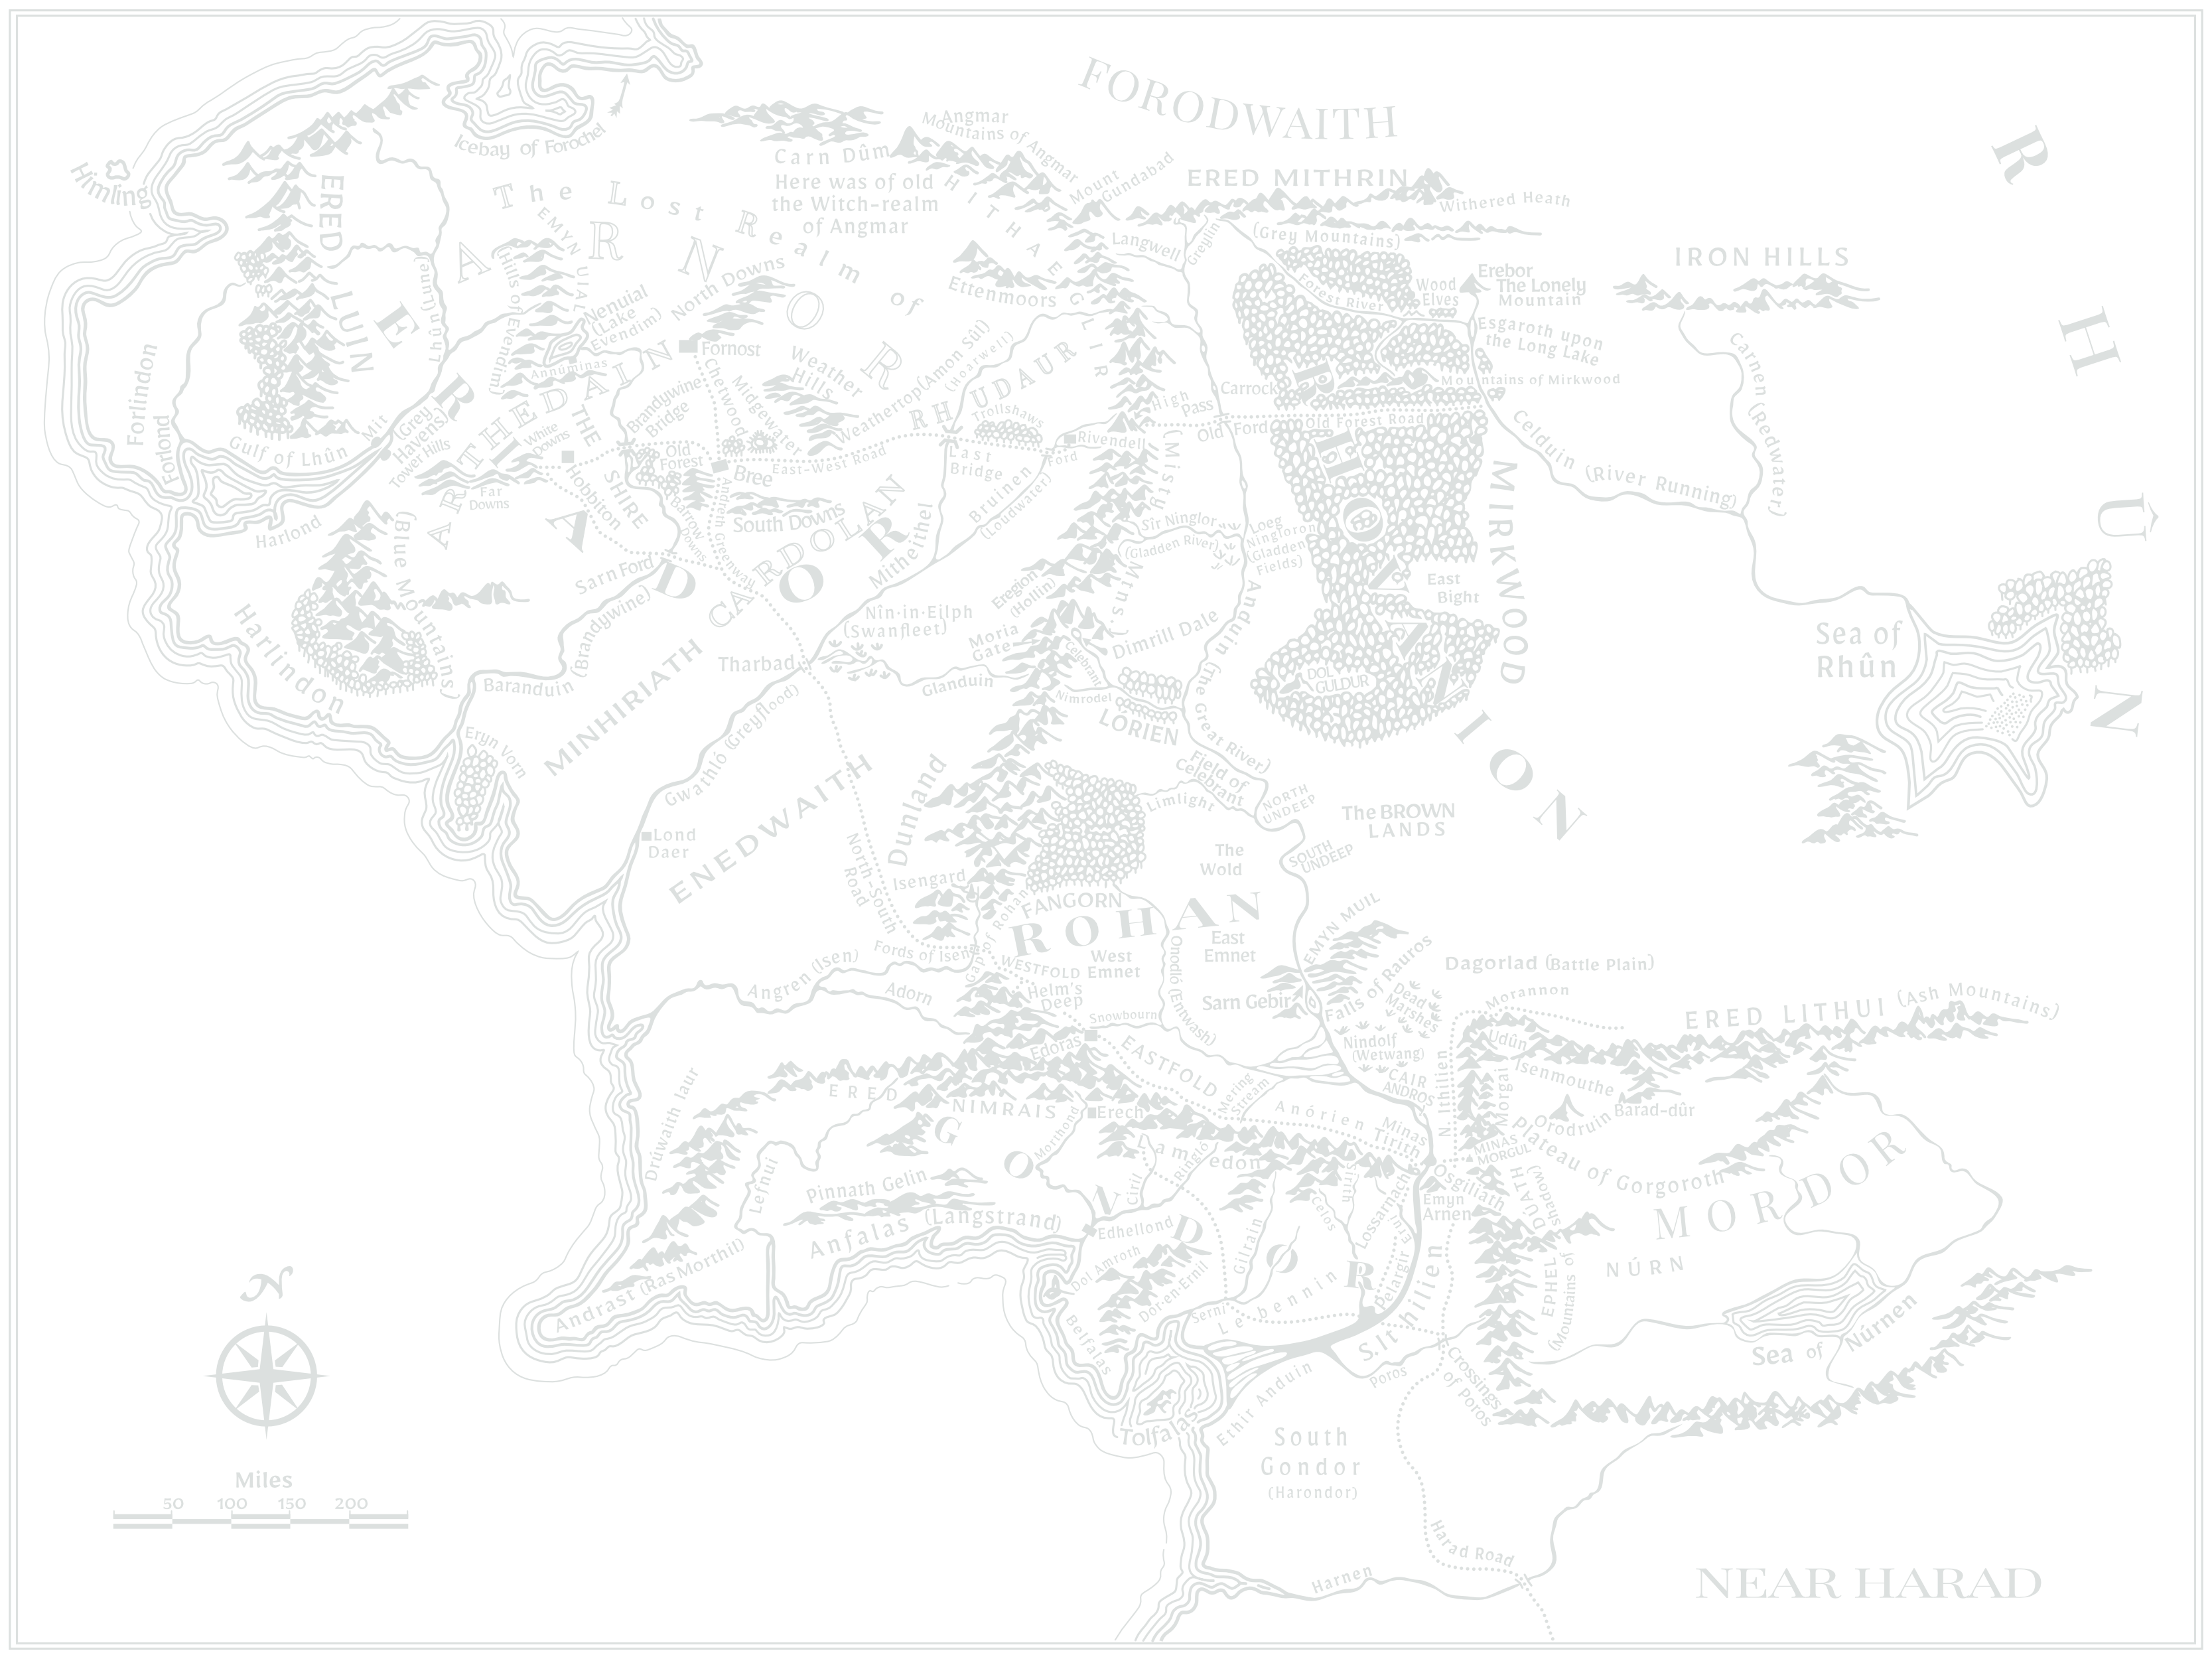 FORODWAITH
RHÛN
Himling
Icebay of Forochel
Angmar
Mountains of Angmar
Carn Dûm
Here was of old
the Witch-realm
of Angmar
Mount
Gundabad
ERED MITHRIN
(Grey Mountains)
Withered Heath
IRON HILLS
The Lost Realm of
ARNOR
ERIADOR
ERED LUIN
(Blue Mountains)
EMYN UIAL
(Hills of Evendim)
Lhûn (Lune)
Nenuial
(Lake
Evendim)
Annúminas
North Downs
Fornost
HITHAEGLIR
(Misty Mtns.)
Ettenmoors
Langwell
Greylin
Forest River
Wood
Elves
Erebor
The Lonely
Mountain
Esgaroth upon
the Long Lake
Mountains of Mirkwood
Carnen (Redwater)
Celduin (River Running)
Forlindon
Forlond
Gulf of Lhûn
Mit
(Grey
Havens)
Tower Hills
White
Downs
Far
Downs
ARTHEDAIN
THE SHIRE
Hobbiton
Brandywine
Bridge
Old
Forest
Chetwood
Midgewater
Weather
Hills
Weathertop (Amon Sûl)
(Hoarwell)
RHUDAUR
Trollshaws
Rivendell
Ford
Last
Bridge
East-West Road
Bree
Barrow
Downs
Andrath
Greenway
South Downs
CARDOLAN
Mitheithel
Bruinen
(Loudwater)
High
Pass
Carrock
Old Ford
Old Forest Road
MIRKWOOD
RHOVANION
East
Bight
DOL
GULDUR
Sir Ninglor
(Gladden River)
Loeg
Ningloron
(Gladden
Fields)
Anduin (The Great River)
Harlond
Harlindon
Sarn Ford
Baranduin (Brandywine)
MINHIRIATH
Eryn Vorn
Nîn-in-Eilph
(Swanfleet)
Tharbad
Glanduin
Eregion
(Hollin)
Moria
Gate
Dimrill Dale
Celebrant
Nimrodel
LORIEN
Field of
Celebrant
Gwathló (Greyflood)
Lond
Daer
ENEDWAITH
North-South
Road
Dunland
Isengard
Gap of Rohan
FANGORN
Limlight
NORTH
UNDEEP
SOUTH
UNDEEP
The
Wold
The BROWN
LANDS
Sea of
Rhûn
ROHAN
West
Emnet
East
Emnet
WESTFOLD
Helm's
Deep
Fords of Isen
Angren (Isen)
Adorn
Onodló (Entwash)
Snowbourn
Edoras
EASTFOLD
EMYN MUIL
Sarn Gebir
Falls of Rauros
Dead
Marshes
Nindolf
(Wetwang)
CAIR
ANDROS
Dagorlad (Battle Plain)
Morannon
ERED LITHUI (Ash Mountains)
Udûn
Isenmouthe
Morgai
Orodruin
Barad-dûr
Plateau of Gorgoroth
MORDOR
NÚRN
Sea of Núrnen
EPHEL DÚATH
(Mountains of Shadow)
MINAS
MORGUL
N. Ithilien
S. Ithilien
Drúwaith Iaur
ERED
NIMRAIS
Mering
Stream
Anórien
Minas
Tirith
Osgiliath
Emyn
Arnen
Erech
Morthond
GONDOR
Lamedon
Ciril
Ringló
Lefnui
Pinnath Gelin
Anfalas (Langstrand)
Andrast (Ras Morthil)
Edhellond
Dol Amroth
Dor-en-Ernil
Belfalas
Gilrain
Serni
Celos
Sirith
Lossarnach
Erui
Lebennin
Pelargir
Tolfalas
Ethir Anduin
Poros
Crossings
of Poros
South
Gondor
(Harondor)
Harad Road
Harnen
NEAR HARAD
N
Miles
50 100 150 200